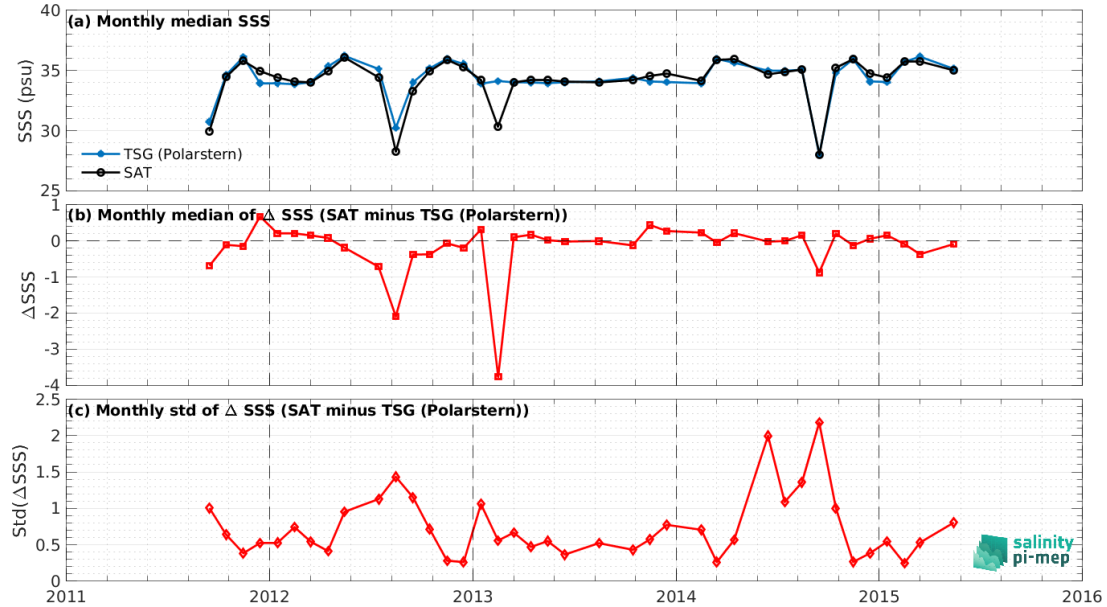 (a) Monthly median SSS
40
35
30
25
SSS (psu)
TSG (Polarstern)
SAT
(b) Monthly median of Δ SSS (SAT minus TSG (Polarstern))
1
0
-1
-2
-3
-4
ΔSSS
(c) Monthly std of Δ SSS (SAT minus TSG (Polarstern))
2.5
2
1.5
1
0.5
0
Std(ΔSSS)
salinity
pi-mep
2011 2012 2013 2014 2015 2016